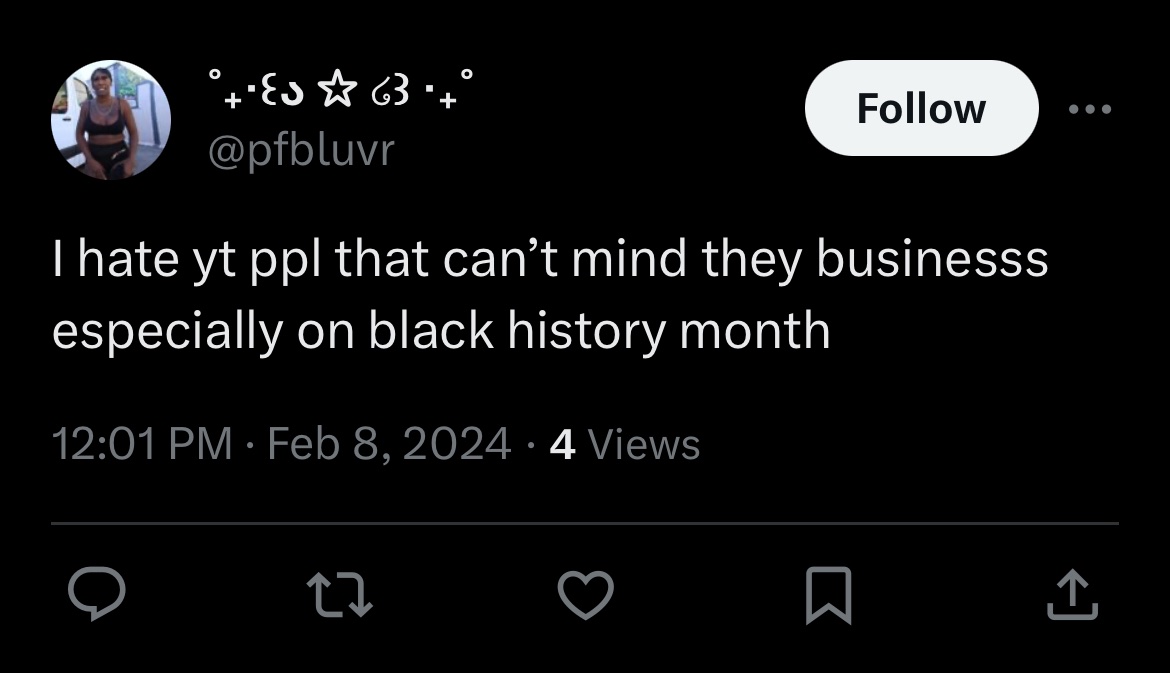 ˚₊‧꒰ა ☆ ໒꒱ ‧₊˚
@pfbluvr
Follow
I hate yt ppl that can’t mind they businesss
especially on black history month
12:01 PM · Feb 8, 2024 · 4 Views